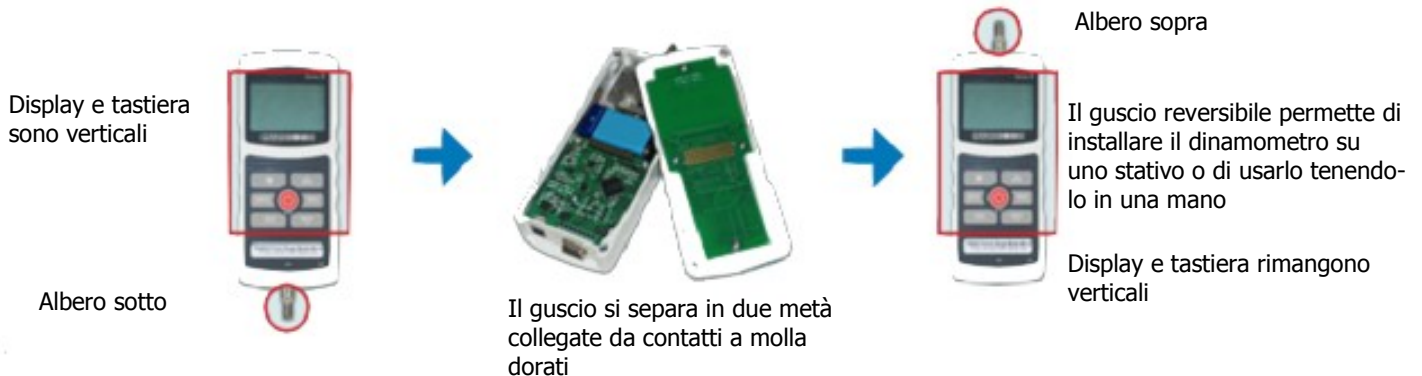 Display e tastiera
sono verticali
Albero sotto
Il guscio si separa in due metà
collegate da contatti a molla
dorati
Albero sopra
Il guscio reversibile permette di
installare il dinamometro su
uno stativo o di usarlo tenendo-
lo in una mano
Display e tastiera rimangono
verticali